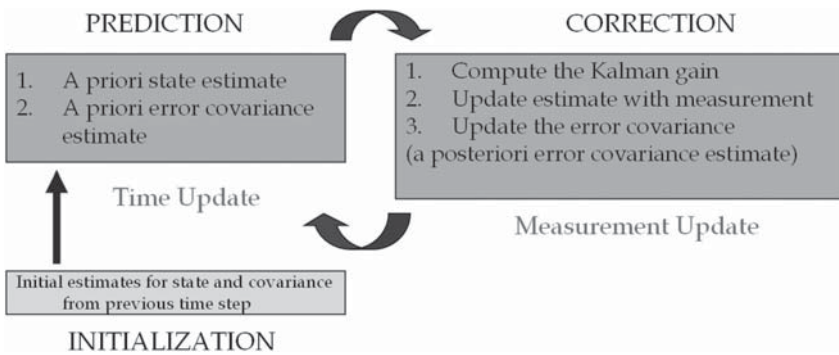 PREDICTION
1. A priori state estimate
2. A priori error covariance
estimate
Time Update
CORRECTION
1. Compute the Kalman gain
2. Update estimate with measurement
3. Update the error covariance
(a posteriori error covariance estimate)
Measurement Update
Initial estimates for state and covariance
from previous time step
INITIALIZATION